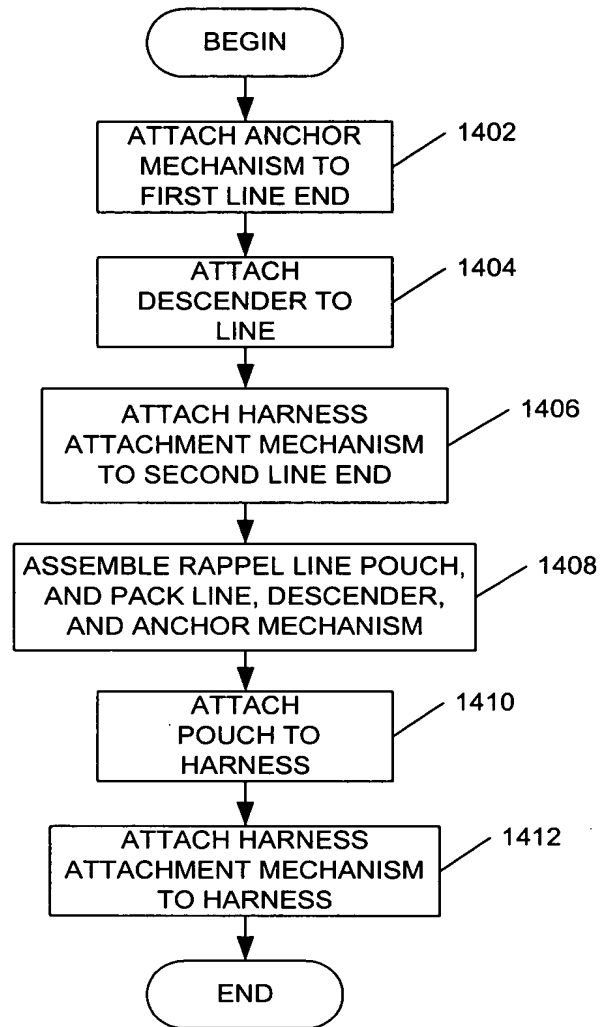 BEGIN
ATTACH ANCHOR
MECHANISM TO
FIRST LINE END
1402
ATTACH
DESCENDER TO
LINE
1404
ATTACH HARNESS
ATTACHMENT MECHANISM
TO SECOND LINE END
1406
ASSEMBLE RAPPEL LINE POUCH,
AND PACK LINE, DESCENDER,
AND ANCHOR MECHANISM
1408
ATTACH
POUCH TO
HARNESS
1410
ATTACH HARNESS
ATTACHMENT MECHANISM
TO HARNESS
1412
END